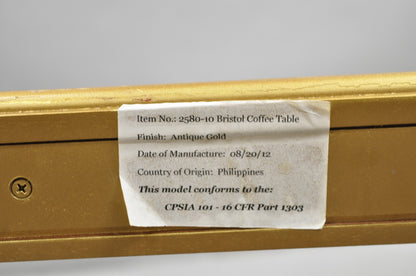 Item No.: 2580-10 Bristol Coffee Table
Finish: Antique Gold
Date of Manufacture: 08/20/12
Country of Origin: Philippines
This model conforms to the:
CPSIA 101 - 16 CFR Part 1303